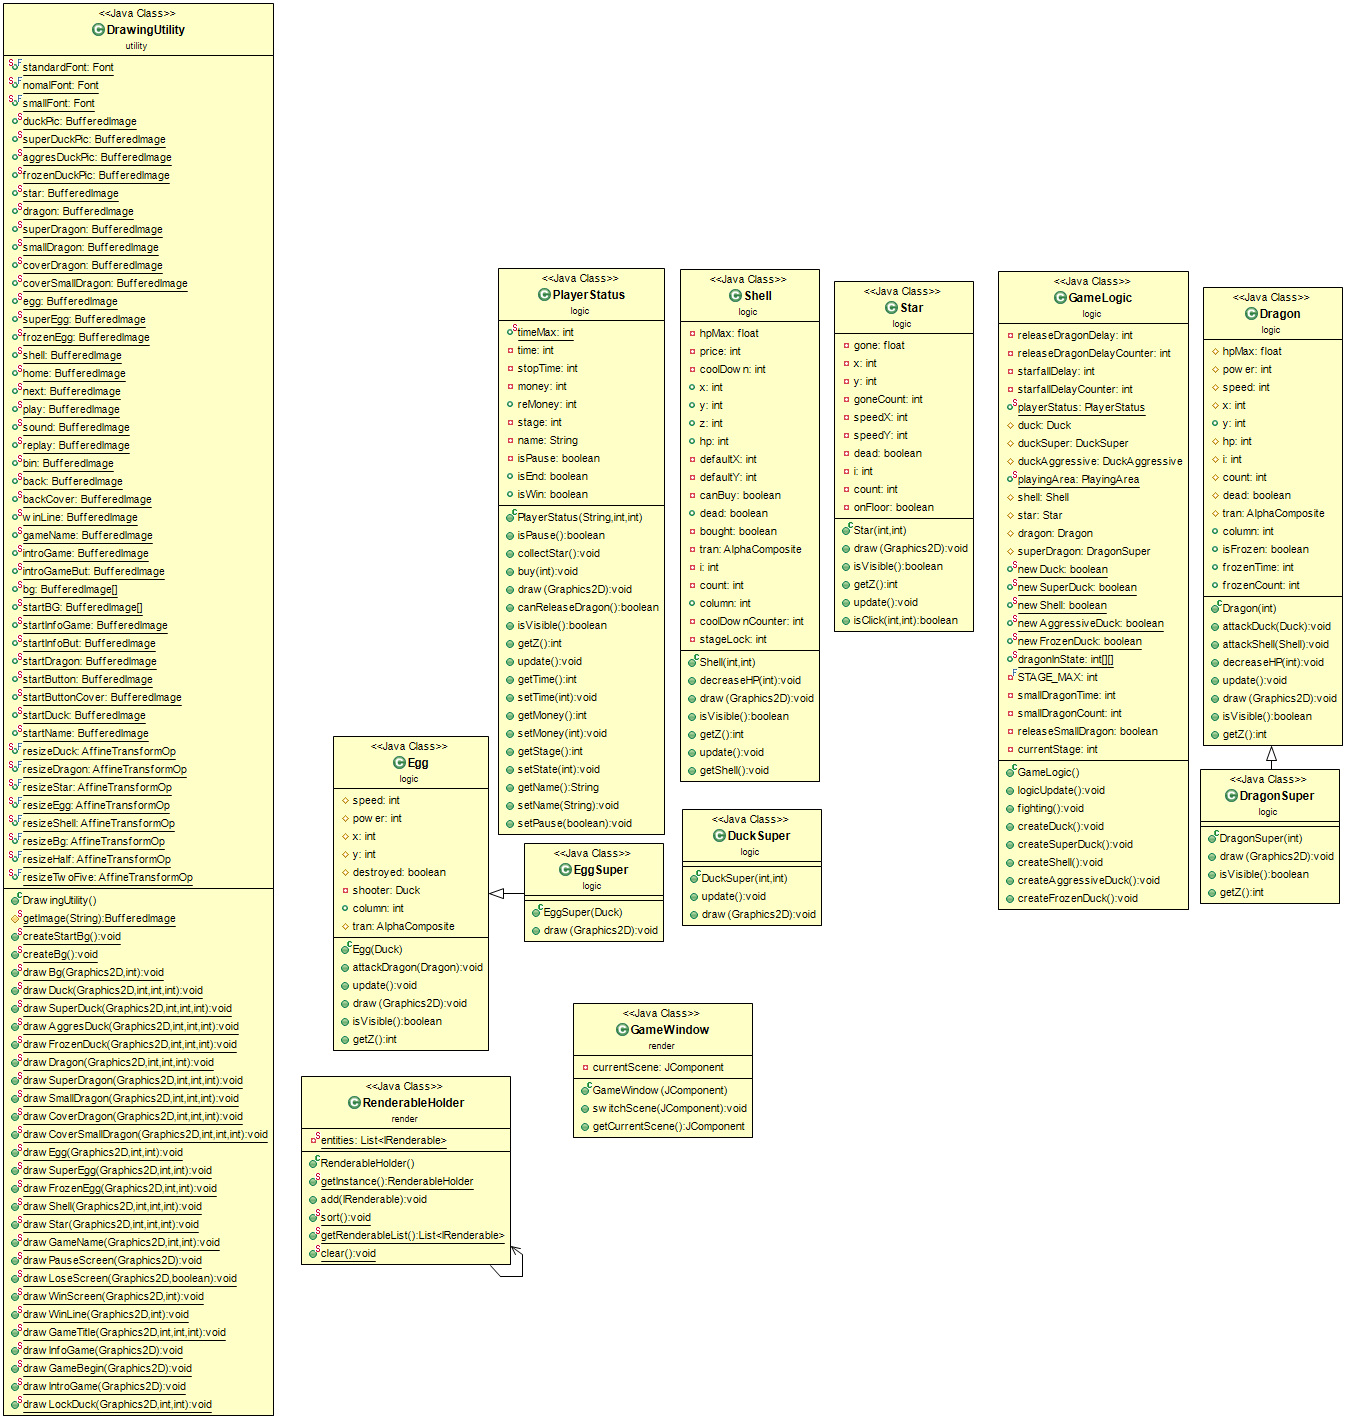 <<Java Class>>
DrawingUtility
utility
standardFont: Font
nomalFont: Font
smallFont: Font
duckPic: BufferedImage
superDuckPic: BufferedImage
aggresDuckPic: BufferedImage
frozenDuckPic: BufferedImage
star: BufferedImage
dragon: BufferedImage
superDragon: BufferedImage
smallDragon: BufferedImage
coverDragon: BufferedImage
coverSmallDragon: BufferedImage
egg: BufferedImage
superEgg: BufferedImage
frozenEgg: BufferedImage
shell: BufferedImage
home: BufferedImage
next: BufferedImage
play: BufferedImage
sound: BufferedImage
replay: BufferedImage
bin: BufferedImage
back: BufferedImage
backCover: BufferedImage
winLine: BufferedImage
gameName: BufferedImage
introGame: BufferedImage
introGameBut: BufferedImage
bg: BufferedImage[]
startBG: BufferedImage[]
startInfoGame: BufferedImage
startInfoBut: BufferedImage
startDragon: BufferedImage
startButton: BufferedImage
startButtonCover: BufferedImage
startDuck: BufferedImage
startName: BufferedImage
resizeDuck: AffineTransformOp
resizeDragon: AffineTransformOp
resizeStar: AffineTransformOp
resizeEgg: AffineTransformOp
resizeShell: AffineTransformOp
resizeBg: AffineTransformOp
resizeHalf: AffineTransformOp
resizeTwoFive: AffineTransformOp
DrawingUtility()
getImage(String):BufferedImage
createStartBg():void
createBg():void
drawBg(Graphics2D,int):void
drawDuck(Graphics2D,int,int,int):void
drawSuperDuck(Graphics2D,int,int,int):void
drawAggresDuck(Graphics2D,int,int,int):void
drawFrozenDuck(Graphics2D,int,int,int):void
drawDragon(Graphics2D,int,int,int):void
drawSuperDragon(Graphics2D,int,int,int):void
drawSmallDragon(Graphics2D,int,int,int):void
drawCoverDragon(Graphics2D,int,int,int):void
drawCoverSmallDragon(Graphics2D,int,int,int):void
drawEgg(Graphics2D,int,int):void
drawSuperEgg(Graphics2D,int,int):void
drawFrozenEgg(Graphics2D,int,int):void
drawShell(Graphics2D,int,int,int):void
drawStar(Graphics2D,int,int,int):void
drawGameName(Graphics2D,int,int):void
drawPauseScreen(Graphics2D):void
drawLoseScreen(Graphics2D,boolean):void
drawWinScreen(Graphics2D,int):void
drawWinLine(Graphics2D,int):void
drawGameTitle(Graphics2D,int,int,int):void
drawInfoGame(Graphics2D):void
drawGameBegin(Graphics2D):void
drawIntroGame(Graphics2D):void
drawLockDuck(Graphics2D,int,int):void
<<Java Class>>
PlayerStatus
logic
timeMax: int
time: int
stopTime: int
money: int
reMoney: int
stage: int
name: String
isPause: boolean
isEnd: boolean
isWin: boolean
PlayerStatus(String,int,int)
isPause():boolean
collectStar():void
buy(int):void
draw(Graphics2D):void
canReleaseDragon():boolean
isVisible():boolean
getZ():int
update():void
getTime():int
setTime(int):void
getMoney():int
setMoney(int):void
getStage():int
setState(int):void
getName():String
setName(String):void
setPause(boolean):void
<<Java Class>>
Shell
logic
hpMax: float
price: int
coolDown: int
x: int
y: int
z: int
hp: int
defaultX: int
defaultY: int
canBuy: boolean
dead: boolean
bought: boolean
tran: AlphaComposite
i: int
count: int
column: int
coolDownCounter: int
stageLock: int
Shell(int,int)
decreaseHP(int):void
draw(Graphics2D):void
isVisible():boolean
getZ():int
update():void
getShell():void
<<Java Class>>
Star
logic
gone: float
x: int
y: int
goneCount: int
speedX: int
speedY: int
dead: boolean
i: int
count: int
onFloor: boolean
Star(int,int)
draw(Graphics2D):void
isVisible():boolean
getZ():int
update():void
isClick(int,int):boolean
<<Java Class>>
GameLogic
logic
releaseDragonDelay: int
releaseDragonDelayCounter: int
starfallDelay: int
starfallDelayCounter: int
playerStatus: PlayerStatus
duck: Duck
duckSuper: DuckSuper
duckAggressive: DuckAggressive
playingArea: PlayingArea
shell: Shell
star: Star
dragon: Dragon
superDragon: DragonSuper
newDuck: boolean
newSuperDuck: boolean
newShell: boolean
newAggressiveDuck: boolean
newFrozenDuck: boolean
dragonInState: int[][]
STAGE_MAX: int
smallDragonTime: int
smallDragonCount: int
releaseSmallDragon: boolean
currentStage: int
GameLogic()
logicUpdate():void
fighting():void
createDuck():void
createSuperDuck():void
createShell():void
createAggressiveDuck():void
createFrozenDuck():void
<<Java Class>>
Dragon
logic
hpMax: float
power: int
speed: int
x: int
y: int
hp: int
i: int
count: int
dead: boolean
tran: AlphaComposite
column: int
isFrozen: boolean
frozenTime: int
frozenCount: int
Dragon(int)
attackDuck(Duck):void
attackShell(Shell):void
decreaseHP(int):void
update():void
draw(Graphics2D):void
isVisible():boolean
getZ():int
<<Java Class>>
DragonSuper
logic
DragonSuper(int)
draw(Graphics2D):void
isVisible():boolean
getZ():int
<<Java Class>>
Egg
logic
speed: int
power: int
x: int
y: int
destroyed: boolean
shooter: Duck
column: int
tran: AlphaComposite
Egg(Duck)
attackDragon(Dragon):void
update():void
draw(Graphics2D):void
isVisible():boolean
getZ():int
<<Java Class>>
EggSuper
logic
EggSuper(Duck)
draw(Graphics2D):void
<<Java Class>>
DuckSuper
logic
DuckSuper(int,int)
update():void
draw(Graphics2D):void
<<Java Class>>
GameWindow
render
currentScene: JComponent
GameWindow(JComponent)
switchScene(JComponent):void
getCurrentScene():JComponent
<<Java Class>>
RenderableHolder
render
entities: List<IRenderable>
RenderableHolder()
getInstance():RenderableHolder
add(IRenderable):void
sort():void
getRenderableList():List<IRenderable>
clear():void